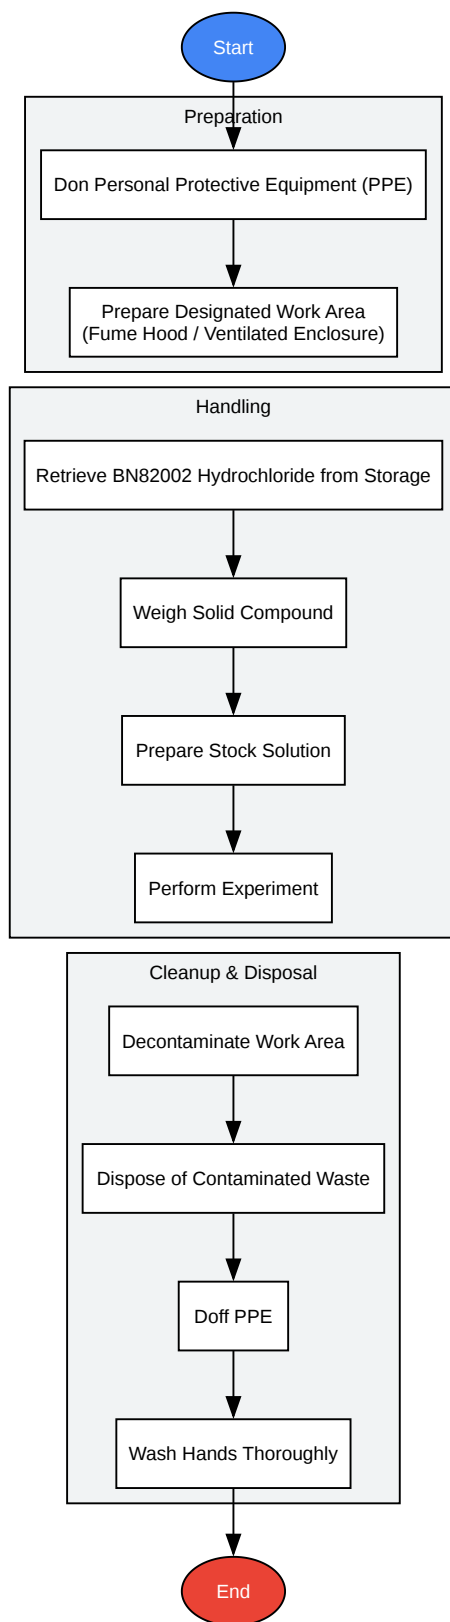 Start
Preparation
Don Personal Protective Equipment (PPE)
Prepare Designated Work Area
(Fume Hood / Ventilated Enclosure)
Handling
Retrieve BN82002 Hydrochloride from Storage
Weigh Solid Compound
Prepare Stock Solution
Perform Experiment
Cleanup & Disposal
Decontaminate Work Area
Dispose of Contaminated Waste
Doff PPE
Wash Hands Thoroughly
End